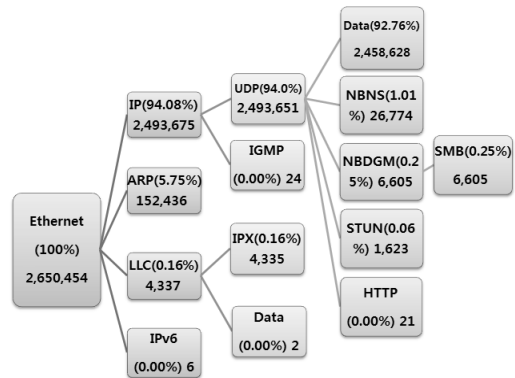 Ethernet
(100%)
2,650,454
IP(94.08%)
2,493,675
ARP(5.75%)
152,436
LLC(0.16%)
4,337
IPv6
(0.00%) 6
UDP(94.0%)
2,493,651
IGMP
(0.00%) 24
IPX(0.16%)
4,335
Data
(0.00%) 2
Data(92.76%)
2,458,628
NBNS(1.01
%) 26,774
NBDGM(0.2
5%) 6,605
STUN(0.06
%) 1,623
HTTP
(0.00%) 21
SMB(0.25%)
6,605